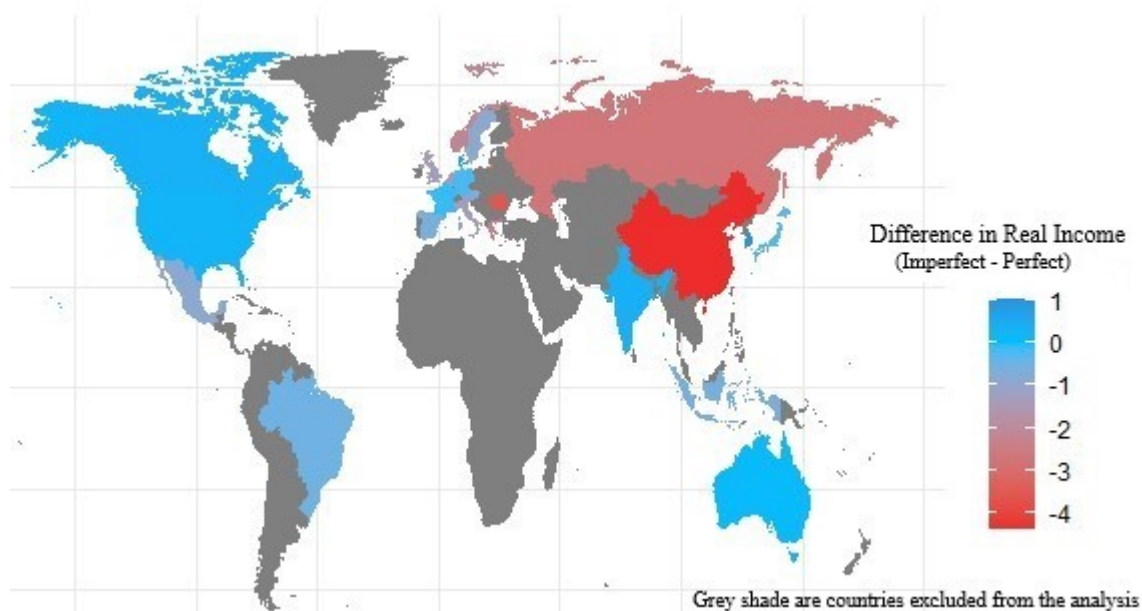 Difference in Real Income
(Imperfect - Perfect)
1
0
-1
-2
-3
-4
Grey shade are countries excluded from the analysis